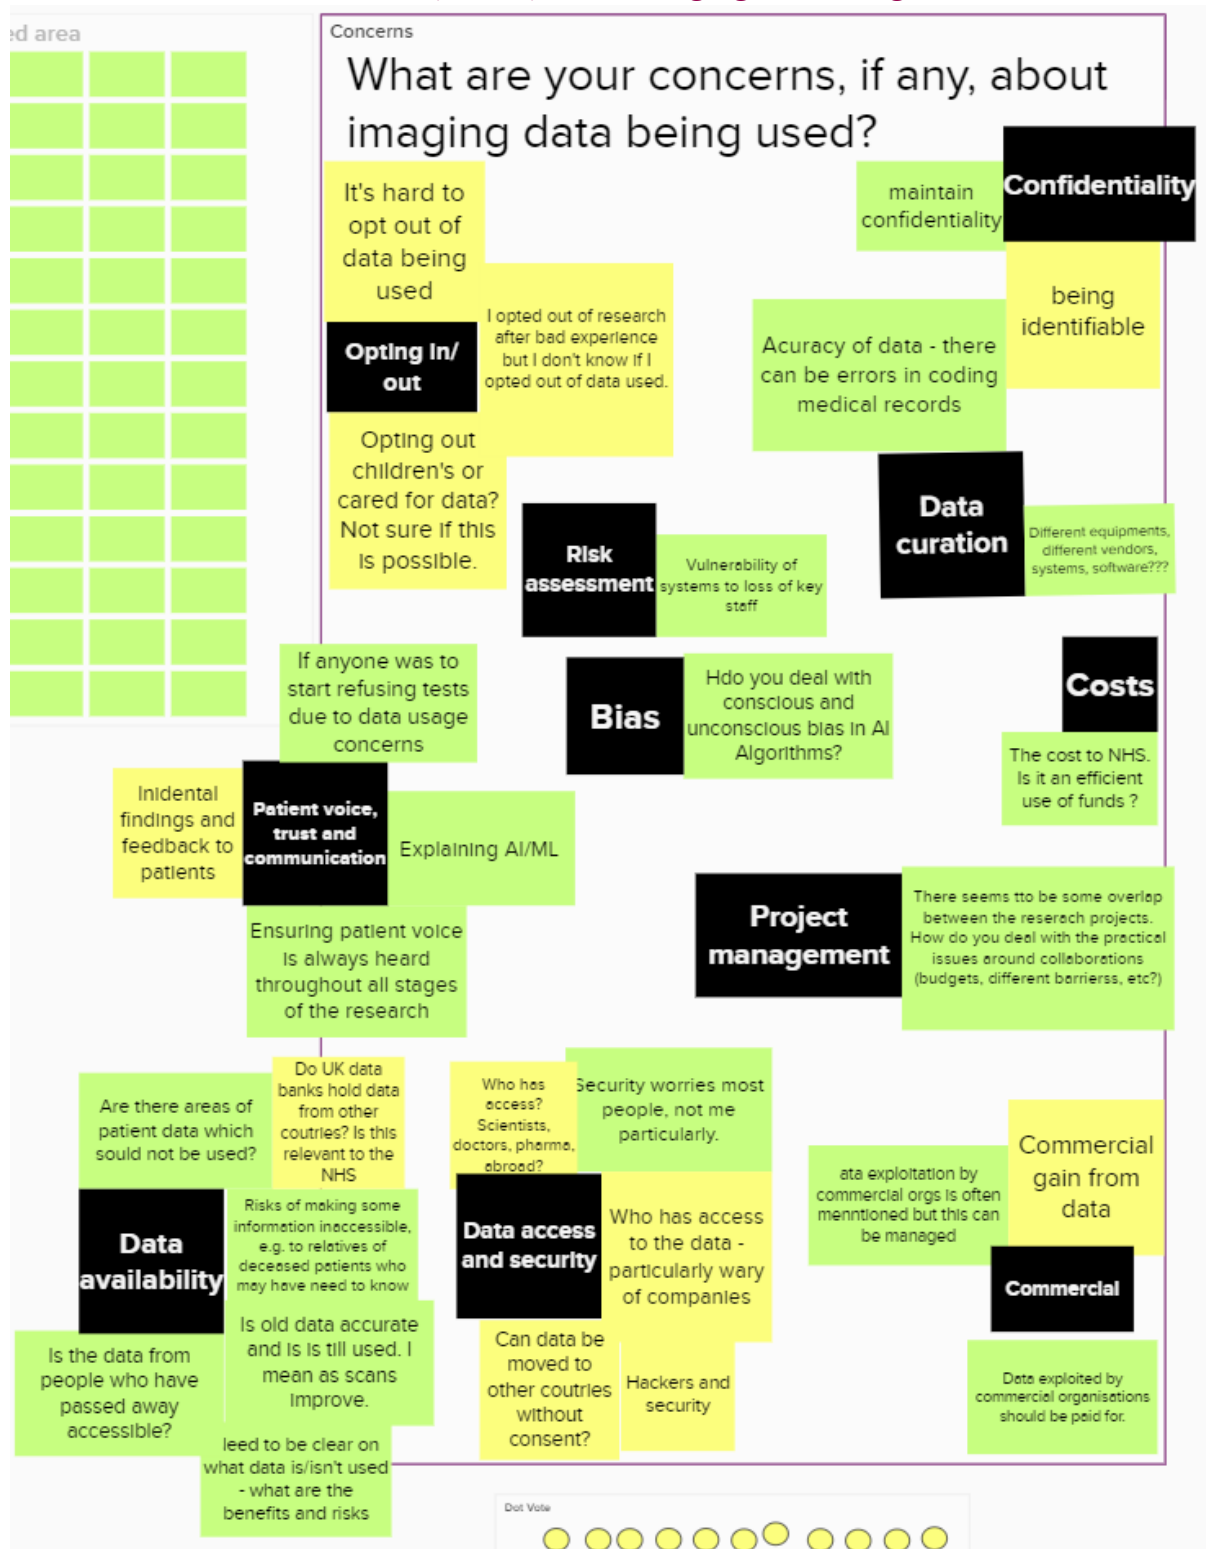 ed area
Concerns
What are your concerns, if any, about
imaging data being used?
It's hard to
opt out of
data being
used
I opted out of research
after bad experience
but I don't know if I
opted out of data used.
Opting in/
out
Opting out
children's or
cared for data?
Not sure if this
is possible.
maintain
confidentiality
Confidentiality
being
identifiable
Acuracy of data - there
can be errors in coding
medical records
Data
curation
Different equipments,
different vendors,
systems, software???
Risk
assessment
Vulnerability of
systems to loss of key
staff
Bias
Hdo you deal with
conscious and
unconscious bias in AI
Algorithms?
Costs
The cost to NHS.
Is it an efficient
use of funds ?
If anyone was to
start refusing tests
due to data usage
concerns
Inidental
findings and
feedback to
patients
Patient voice,
trust and
communication
Explaining AI/ML
Ensuring patient voice
is always heard
throughout all stages
of the research
Project
management
There seems tto be some overlap
between the reserach projects.
How do you deal with the practical
issues around collaborations
(budgets, different barrierss, etc?)
Are there areas of
patient data which
sould not be used?
Do UK data
banks hold data
from other
coutries? Is this
relevant to the
NHS
Data
availability
Risks of making some
information inaccessible,
e.g. to relatives of
deceased patients who
may have need to know
Is old data accurate
and is is till used. I
mean as scans
improve.
Is the data from
people who have
passed away
accessible?
leed to be clear on
what data is/isn't used
- what are the
benefits and risks
Who has
access?
Scientists,
doctors, pharma,
abroad?
Security worries most
people, not me
particularly.
Data access
and security
Who has access
to the data -
particularly wary
of companies
Can data be
moved to
other coutries
without
consent?
Hackers and
security
Commercial
gain from
data
ata exploitation by
commercial orgs is often
menntioned but this can
be managed
Commercial
Data exploited by
commercial organisations
should be paid for.
Dot Vote